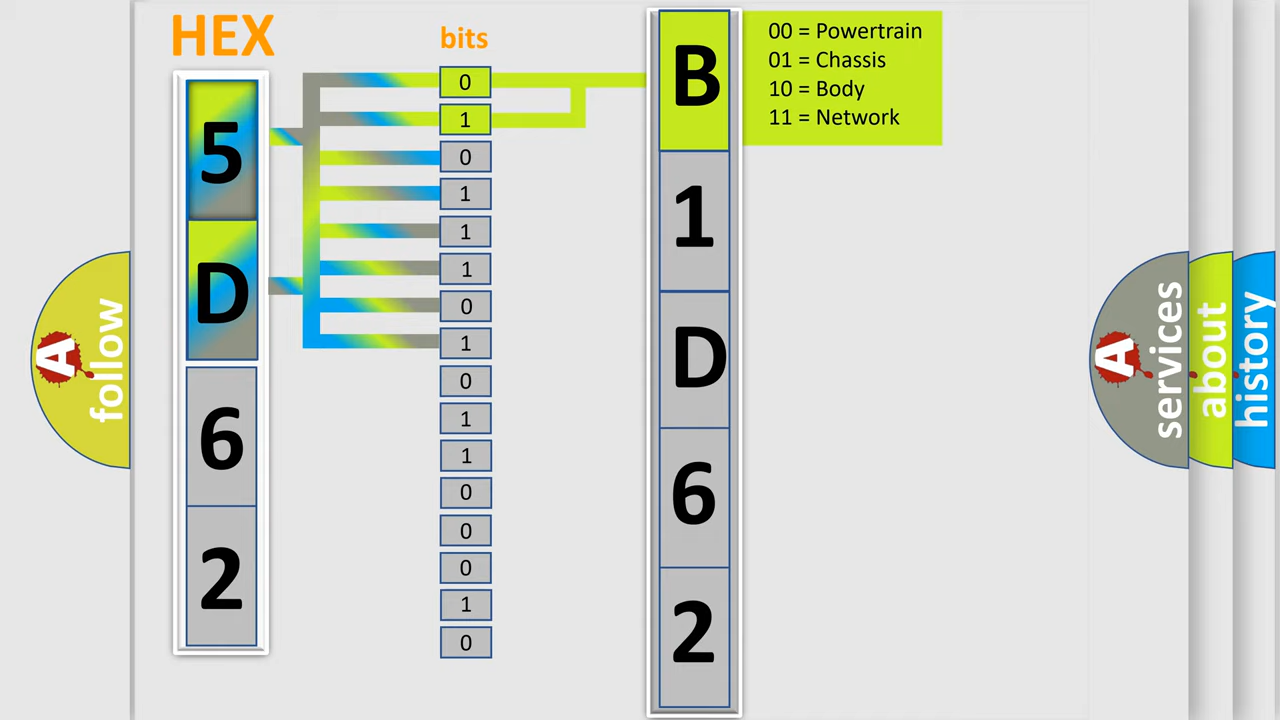 HEX
bits
5
D
6
2
0
1
0
1
1
1
0
1
0
1
1
0
0
0
1
0
B
1
D
6
2
00 = Powertrain
01 = Chassis
10 = Body
11 = Network
A
follow
A
services
about
history